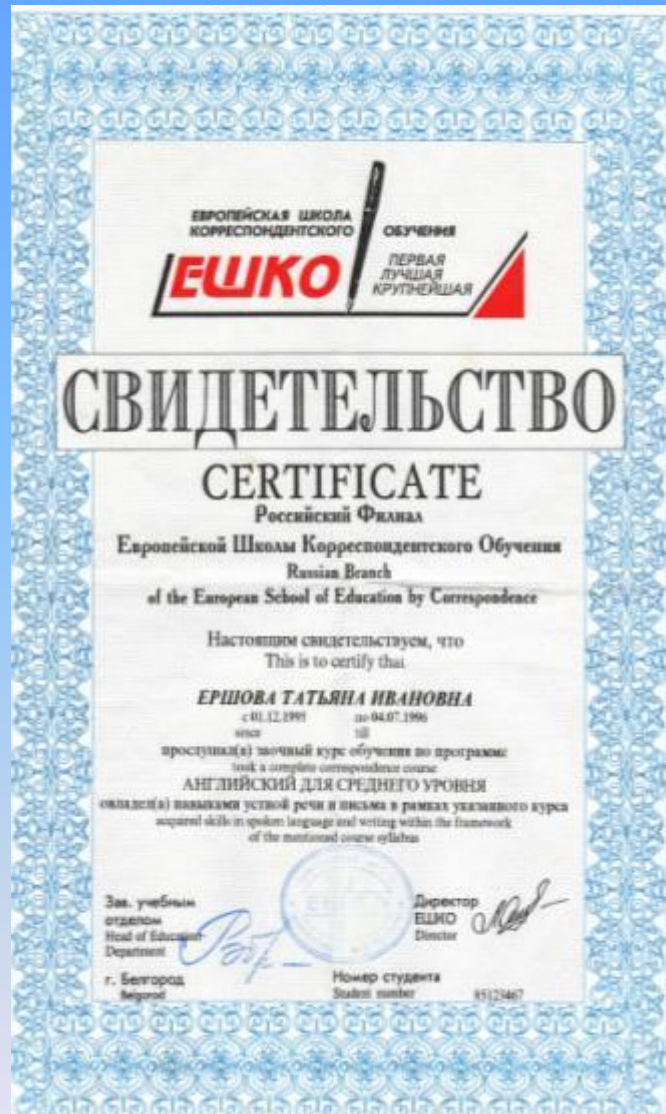 ЕВРОПЕЙСКАЯ ШКОЛА
КОРРЕСПОНДЕНТСКОГО ОБУЧЕНИЯ
ЕШКО
ПЕРВАЯ
ЛУЧШАЯ
КРУПНЕЙШАЯ
СВИДЕТЕЛЬСТВО
CERTIFICATE
Российский Филиал
Европейской Школы Корреспондентского Обучения
Russian Branch
of the European School of Education by Correspondence
Настоящим свидетельствуем, что
This is to certify that
ЕРШОВА ТАТЬЯНА ИВАНОВНА
с 01.12.1995 по 04.07.1996
since till
прослушал(а) заочный курс обучения по программе
took a complete correspondence course
АНГЛИЙСКИЙ ДЛЯ СРЕДНЕГО УРОВНЯ
овладел(а) навыками устной речи и письма в рамках указанного курса
acquired skills in spoken language and writing within the framework
of the mentioned course syllabus
Зав. учебным
отделом
Head of Education
Department
Директор
ЕШКО
Director
г. Белгород
Belgorod
Номер студента
Student number 95123467